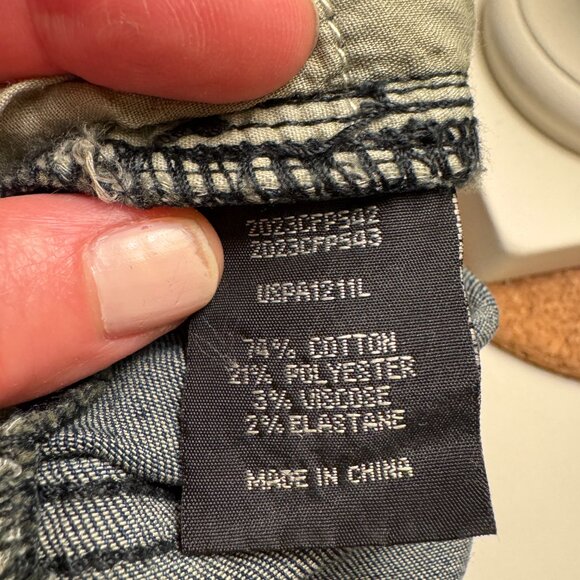 2023CFP542
2023CFP543
USPA1211L
74% COTTON
21% POLYESTER
3% VISCOSE
2% ELASTANE
MADE IN CHINA